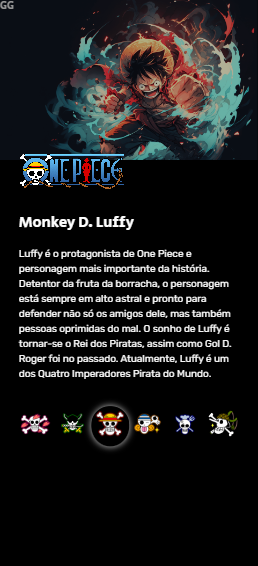 GG
ONE PIECE
Monkey D. Luffy
Luffy é o protagonista de One Piece e
personagem mais importante da história.
Detentor da fruta da borracha, o personagem
está sempre em alto astral e pronto para
defender não só os amigos dele, mas também
pessoas oprimidas do mal. O sonho de Luffy é
tornar-se o Rei dos Piratas, assim como Gol D.
Roger foi no passado. Atualmente, Luffy é um
dos Quatro Imperadores Pirata do Mundo.